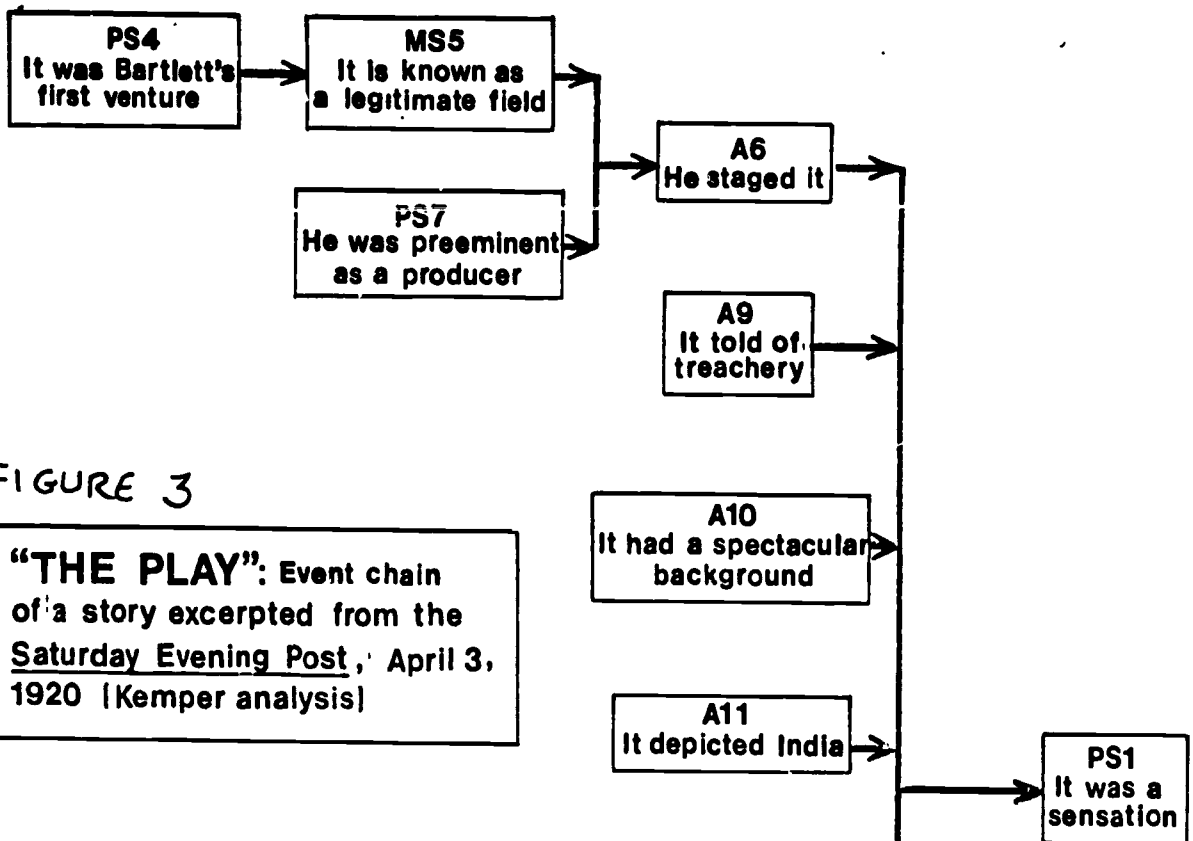 PS4
It was Bartlett's
first venture
MS5
It is known as
a legitimate field
PS7
He was preeminent
as a producer
A6
He staged it
A9
It told of
treachery
A10
It had a spectacular
background
A11
It depicted India
PS1
It was a
sensation
FIGURE 3
“THE PLAY”: Event chain
of a story excerpted from the
Saturday Evening Post, April 3,
1920 [Kemper analysis]